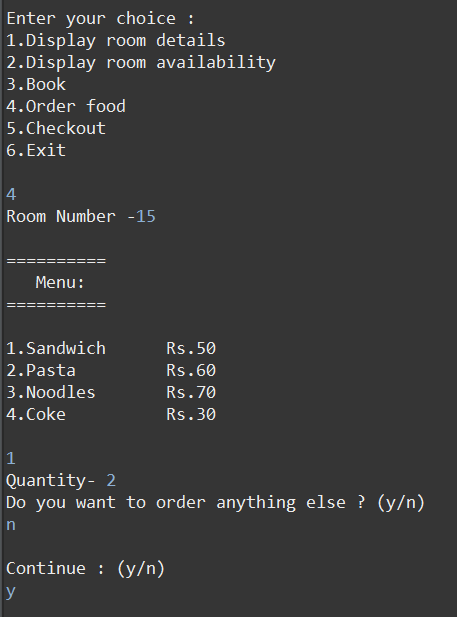 Enter your choice :
1.Display room details
2.Display room availability
3.Book
4.Order food
5.Checkout
6.Exit
4
Room Number -15
==========
Menu:
==========
1.Sandwich Rs.50
2.Pasta Rs.60
3.Noodles Rs.70
4.Coke Rs.30
1
Quantity- 2
Do you want to order anything else ? (y/n)
n
Continue : (y/n)
y